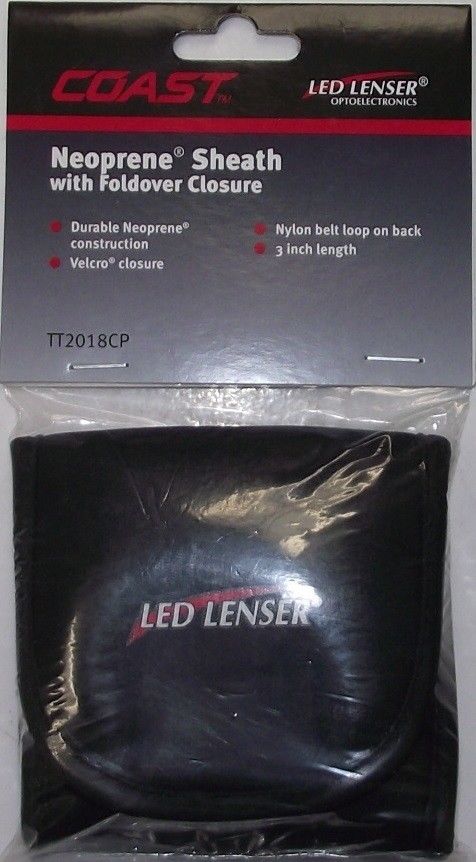 COAST™ LED LENSER®
OPTOELECTRONICS
Neoprene® Sheath
with Foldover Closure
Durable Neoprene®
construction
Velcro® closure
Nylon belt loop on back
3 inch length
TT2018CP
LED LENSER